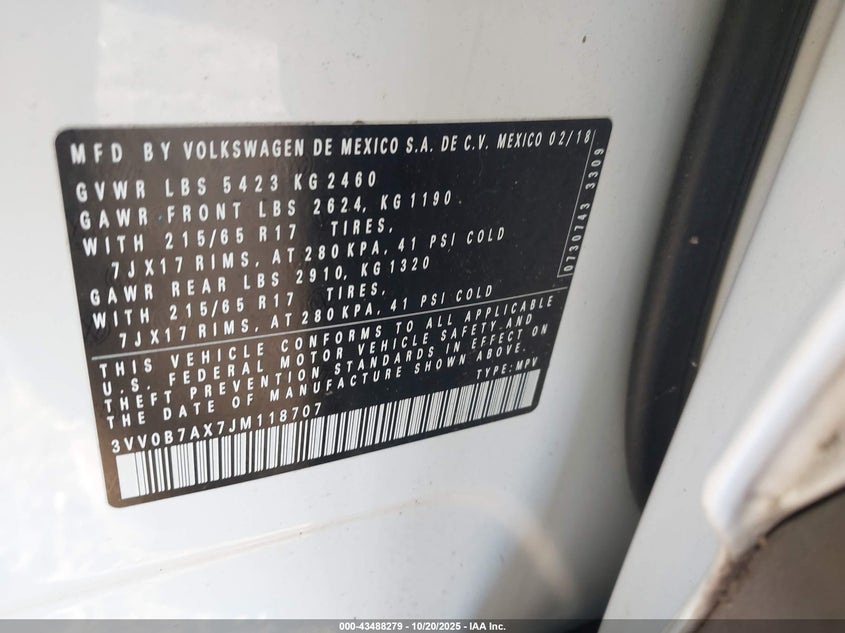 MFD BY VOLKSWAGEN DE MEXICO S.A. DE C.V. MEXICO 02/18
GVWR LBS 5423 KG 2460
GAWR FRONT LBS 2624, KG 1190
WITH 215/65 R17 TIRES,
7JX17 RIMS, AT 280 KPA, 41 PSI COLD
GAWR REAR LBS 2910, KG 1320
WITH 215/65 R17 TIRES,
7JX17 RIMS, AT 280 KPA, 41 PSI COLD
0730743 3309
THIS VEHICLE CONFORMS TO ALL APPLICABLE
U.S. FEDERAL MOTOR VEHICLE SAFETY AND
THEFT PREVENTION STANDARDS IN EFFECT ON
THE DATE OF MANUFACTURE SHOWN ABOVE.
3VV0B7AX7JM118707 TYPE: MPV
000-43488279 - 10/20/2025 - IAA Inc.